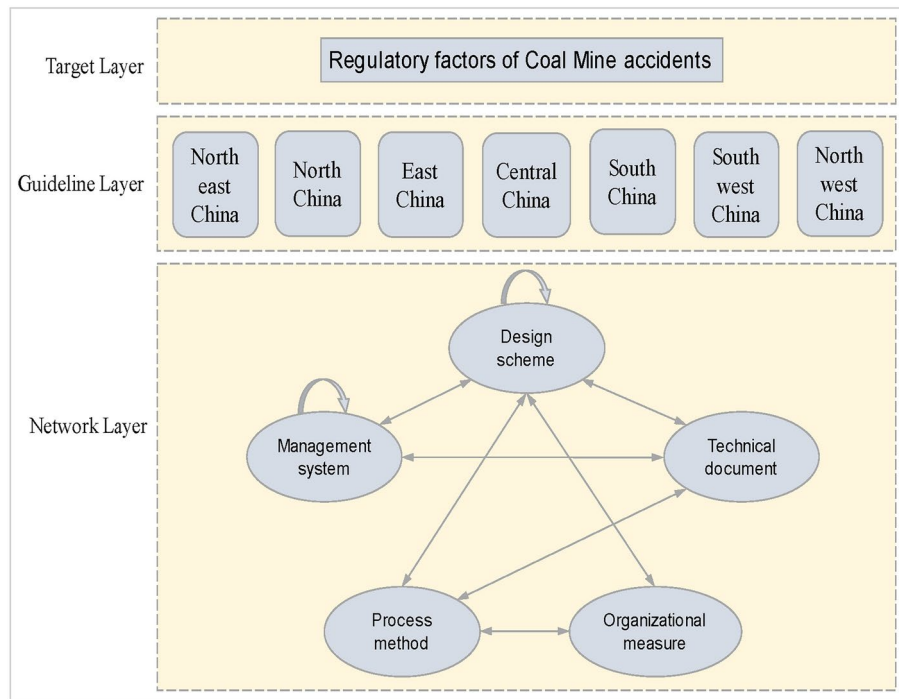 Target Layer
Regulatory factors of Coal Mine accidents
Guideline Layer
North
east
China
North
China
East
China
Central
China
South
China
South
west
China
North
west
China
Network Layer
Design
scheme
Management
system
Technical
document
Process
method
Organizational
measure